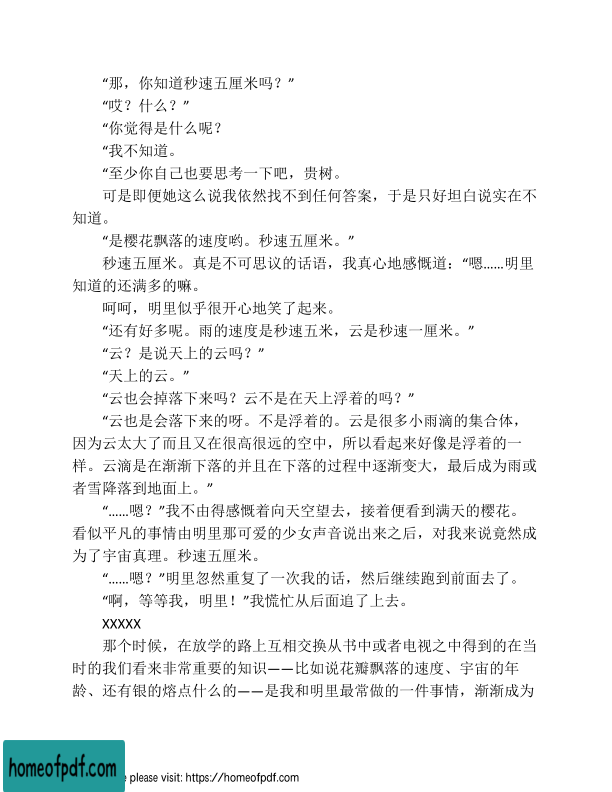 “那，你知道秒速五厘米吗？”
“哎？什么？”
“你觉得是什么呢？
“我不知道。
“至少你自己也要思考一下吧，贵树。
可是即便她这么说我依然找不到任何答案，于是只好坦白说实在不
知道。
“是樱花飘落的速度哟。秒速五厘米。”
秒速五厘米。真是不可思议的话语，我真心地感慨道：“嗯……明里
知道的还满多的嘛。
呵呵，明里似乎很开心地笑了起来。
“还有好多呢。雨的速度是秒速五米，云是秒速一厘米。”
“云？是说天上的云吗？”
“天上的云。”
“云也会掉落下来吗？云不是在天上浮着的吗？”
“云也是会落下来的呀。不是浮着的。云是很多小雨滴的集合体，
因为云太大了而且又在很高很远的空中，所以看起来好像是浮着的一
样。云滴是在渐渐下落的并且在下落的过程中逐渐变大，最后成为雨或
者雪降落到地面上。”
“……嗯？”我不由得感慨着向天空望去，接着便看到满天的樱花。
看似平凡的事情由明里那可爱的少女声音说出来之后，对我来说竟然成
为了宇宙真理。秒速五厘米。
“……嗯？”明里忽然重复了一次我的话，然后继续跑到前面去了。
“啊，等等我，明里！”我慌忙从后面追了上去。
XXXXX
那个时候，在放学的路上互相交换从书中或者电视之中得到的在当
时的我们看来非常重要的知识——比如说花瓣飘落的速度、宇宙的年
龄、还有银的熔点什么的——是我和明里最常做的一件事情，渐渐成为
homeofpdf.com
e please visit: https://homeofpdf.com